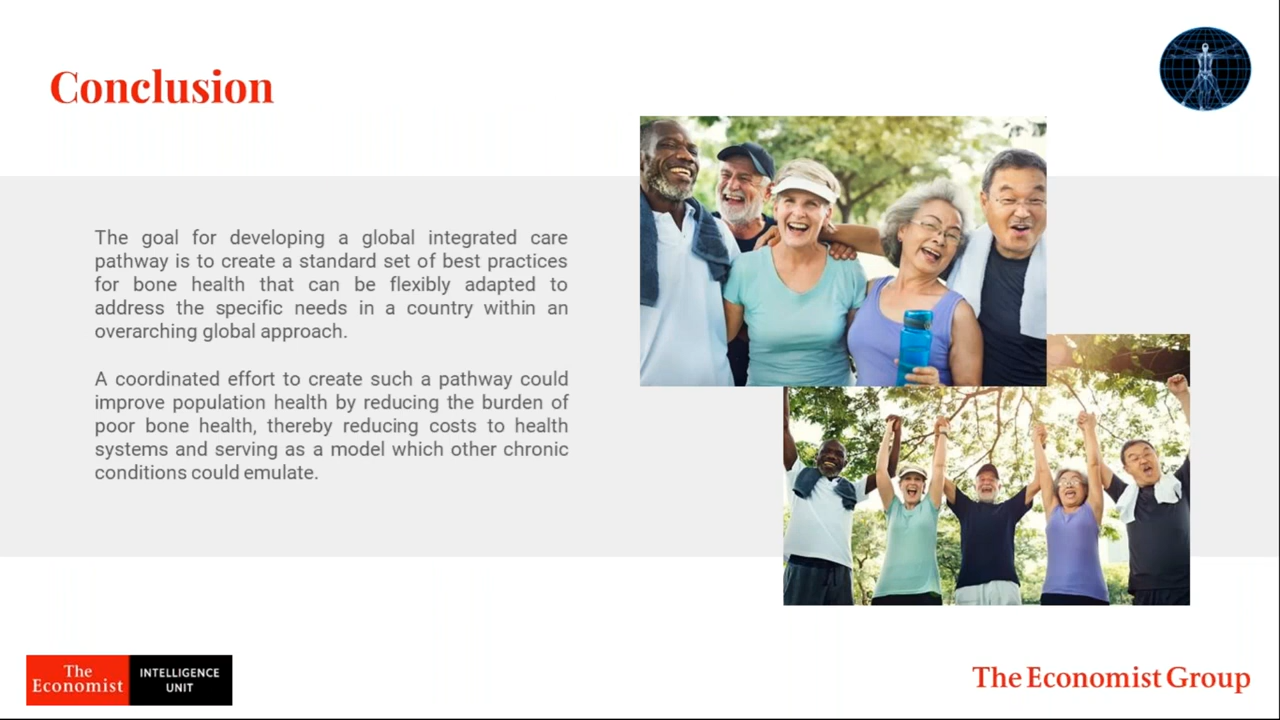 Conclusion
The goal for developing a global integrated care
pathway is to create a standard set of best practices
for bone health that can be flexibly adapted to
address the specific needs in a country within an
overarching global approach.
A coordinated effort to create such a pathway could
improve population health by reducing the burden of
poor bone health, thereby reducing costs to health
systems and serving as a model which other chronic
conditions could emulate.
The
Economist
INTELLIGENCE
UNIT
The Economist Group